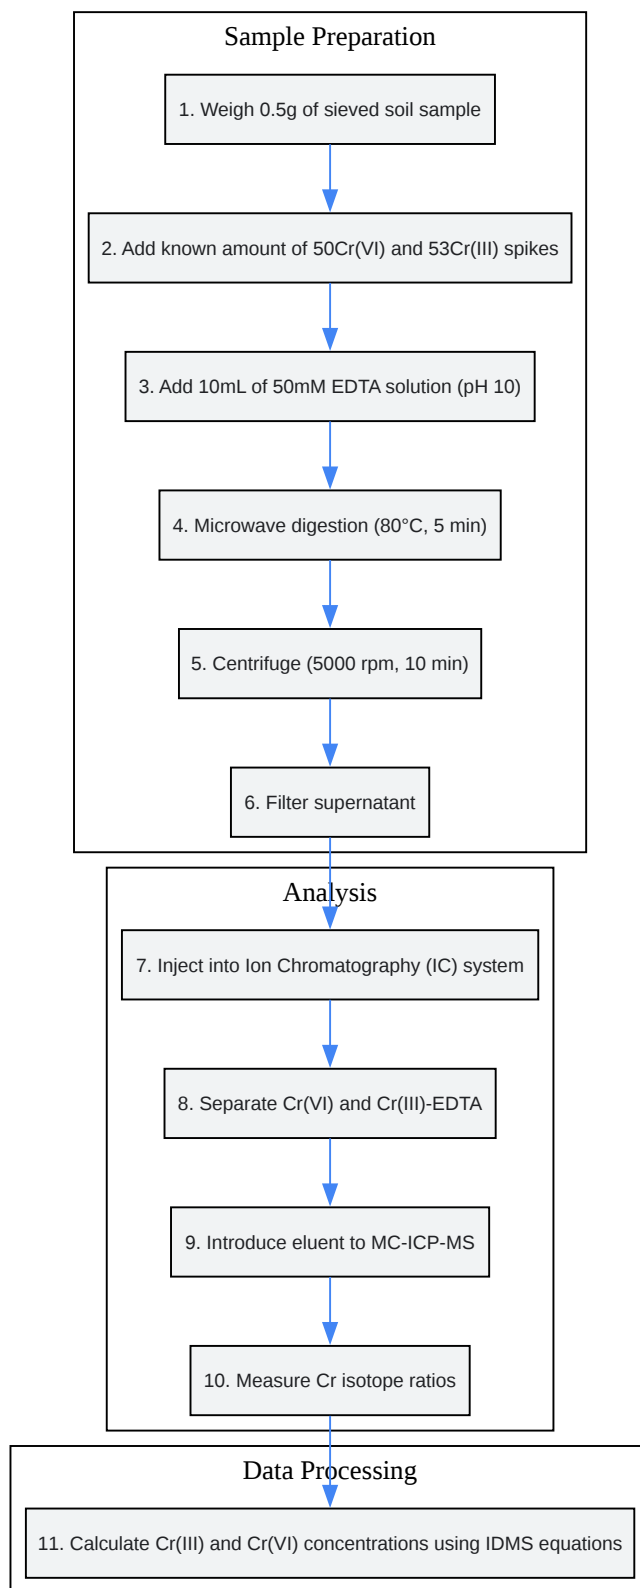 Sample Preparation
1. Weigh 0.5g of sieved soil sample
2. Add known amount of 50Cr(VI) and 53Cr(III) spikes
3. Add 10mL of 50mM EDTA solution (pH 10)
4. Microwave digestion (80°C, 5 min)
5. Centrifuge (5000 rpm, 10 min)
6. Filter supernatant
Analysis
7. Inject into Ion Chromatography (IC) system
8. Separate Cr(VI) and Cr(III)-EDTA
9. Introduce eluent to MC-ICP-MS
10. Measure Cr isotope ratios
Data Processing
11. Calculate Cr(III) and Cr(VI) concentrations using IDMS equations